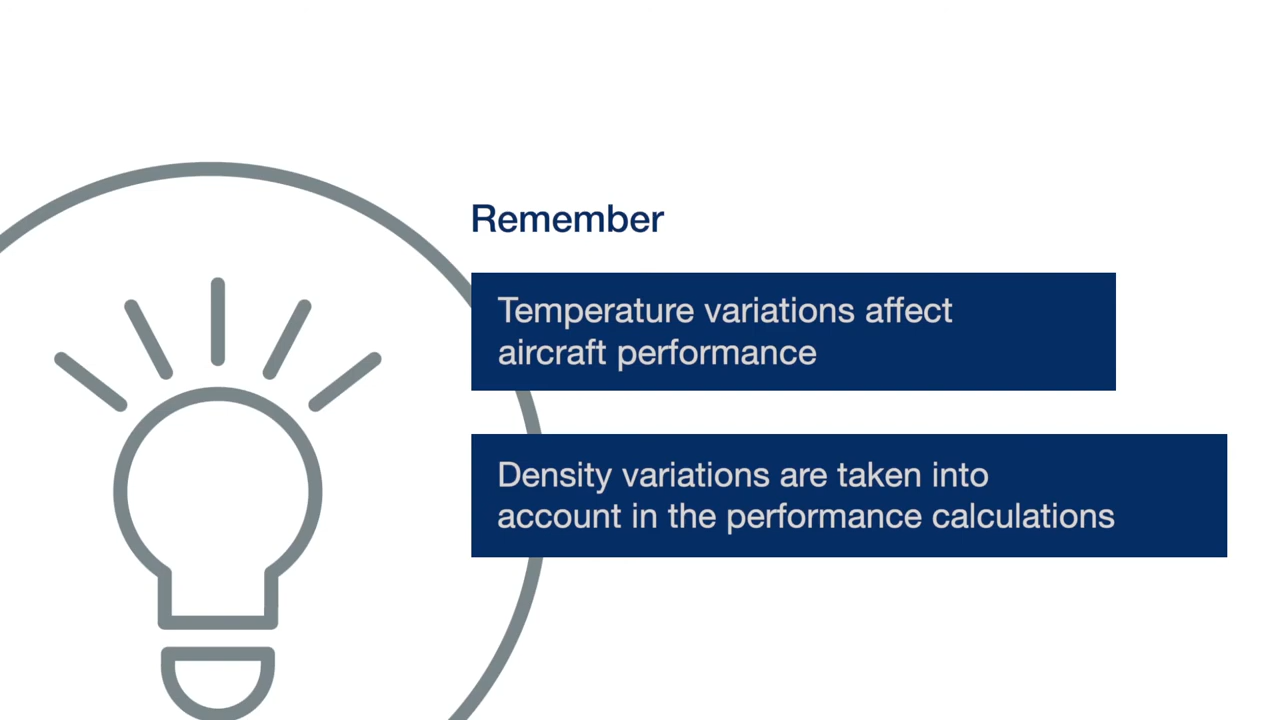 Remember
Temperature variations affect
aircraft performance
Density variations are taken into
account in the performance calculations